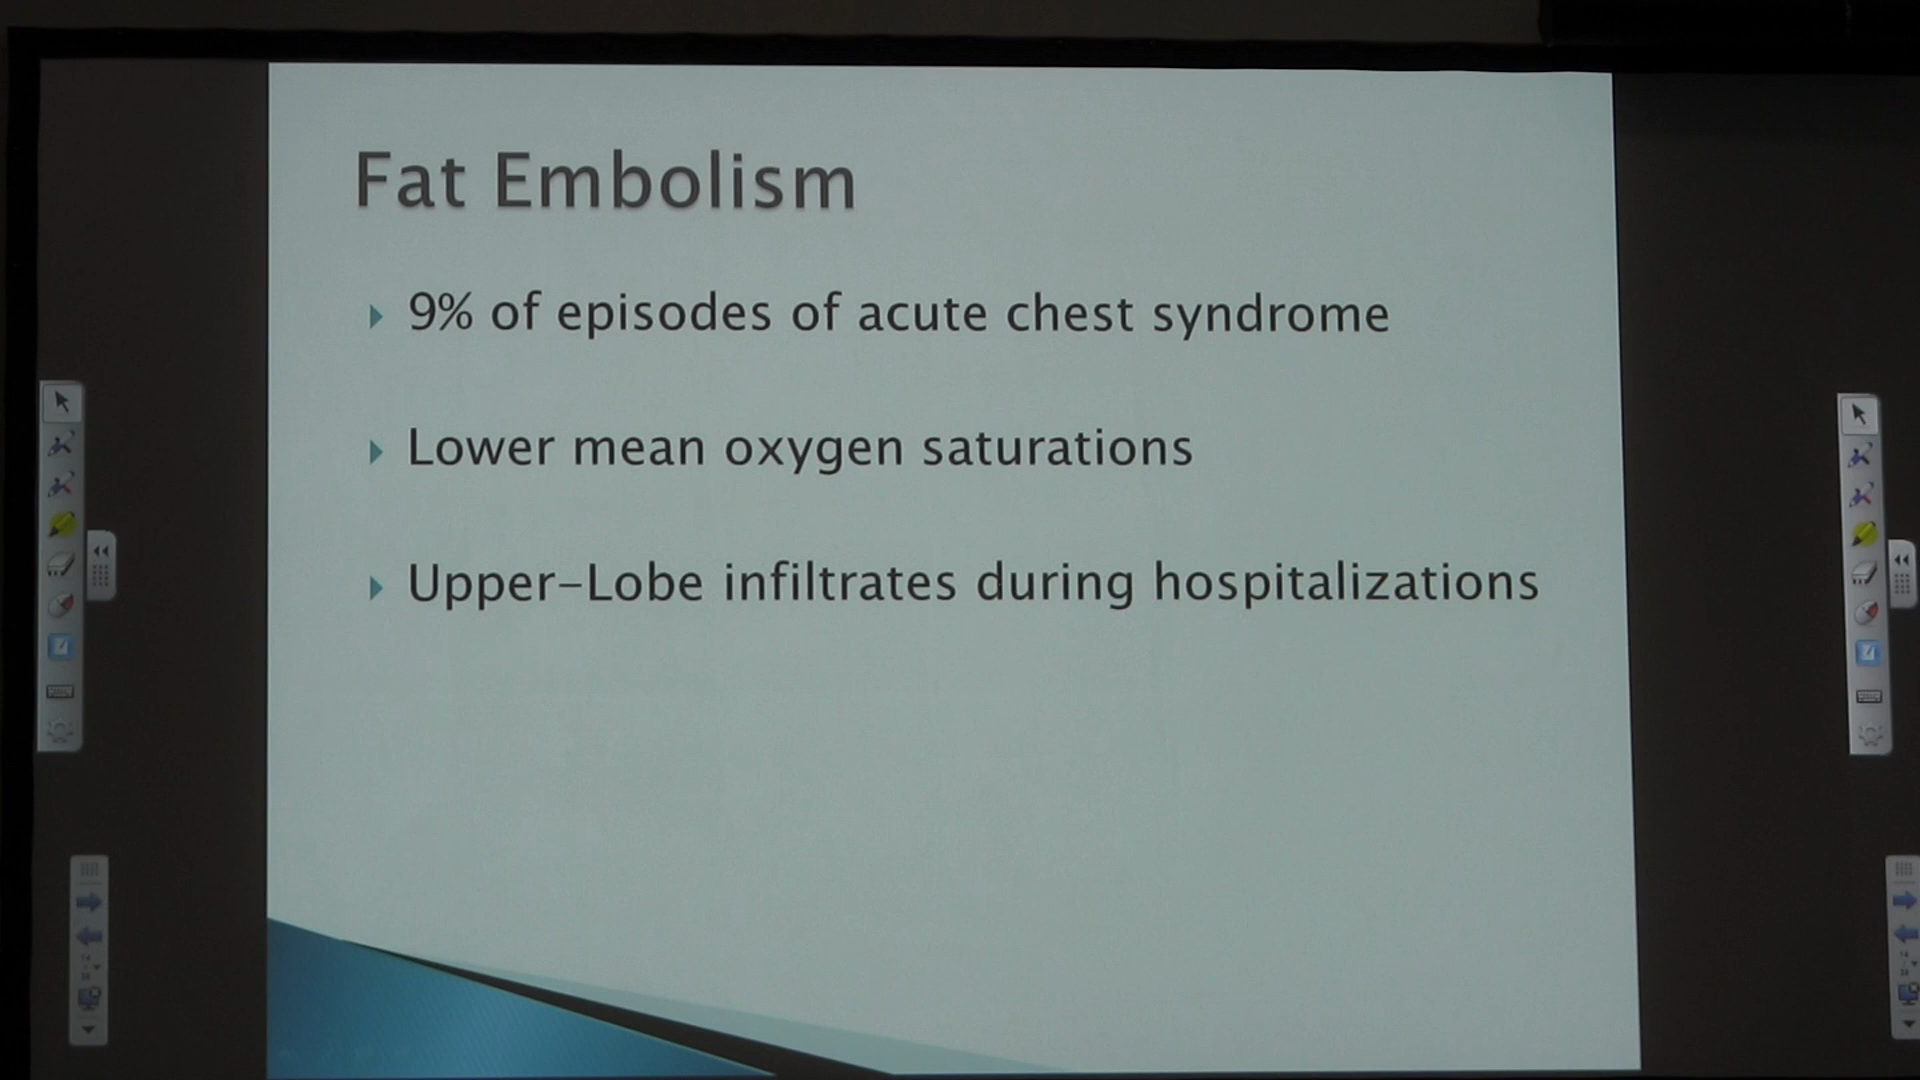 Fat Embolism
9% of episodes of acute chest syndrome
Lower mean oxygen saturations
Upper-Lobe infiltrates during hospitalizations